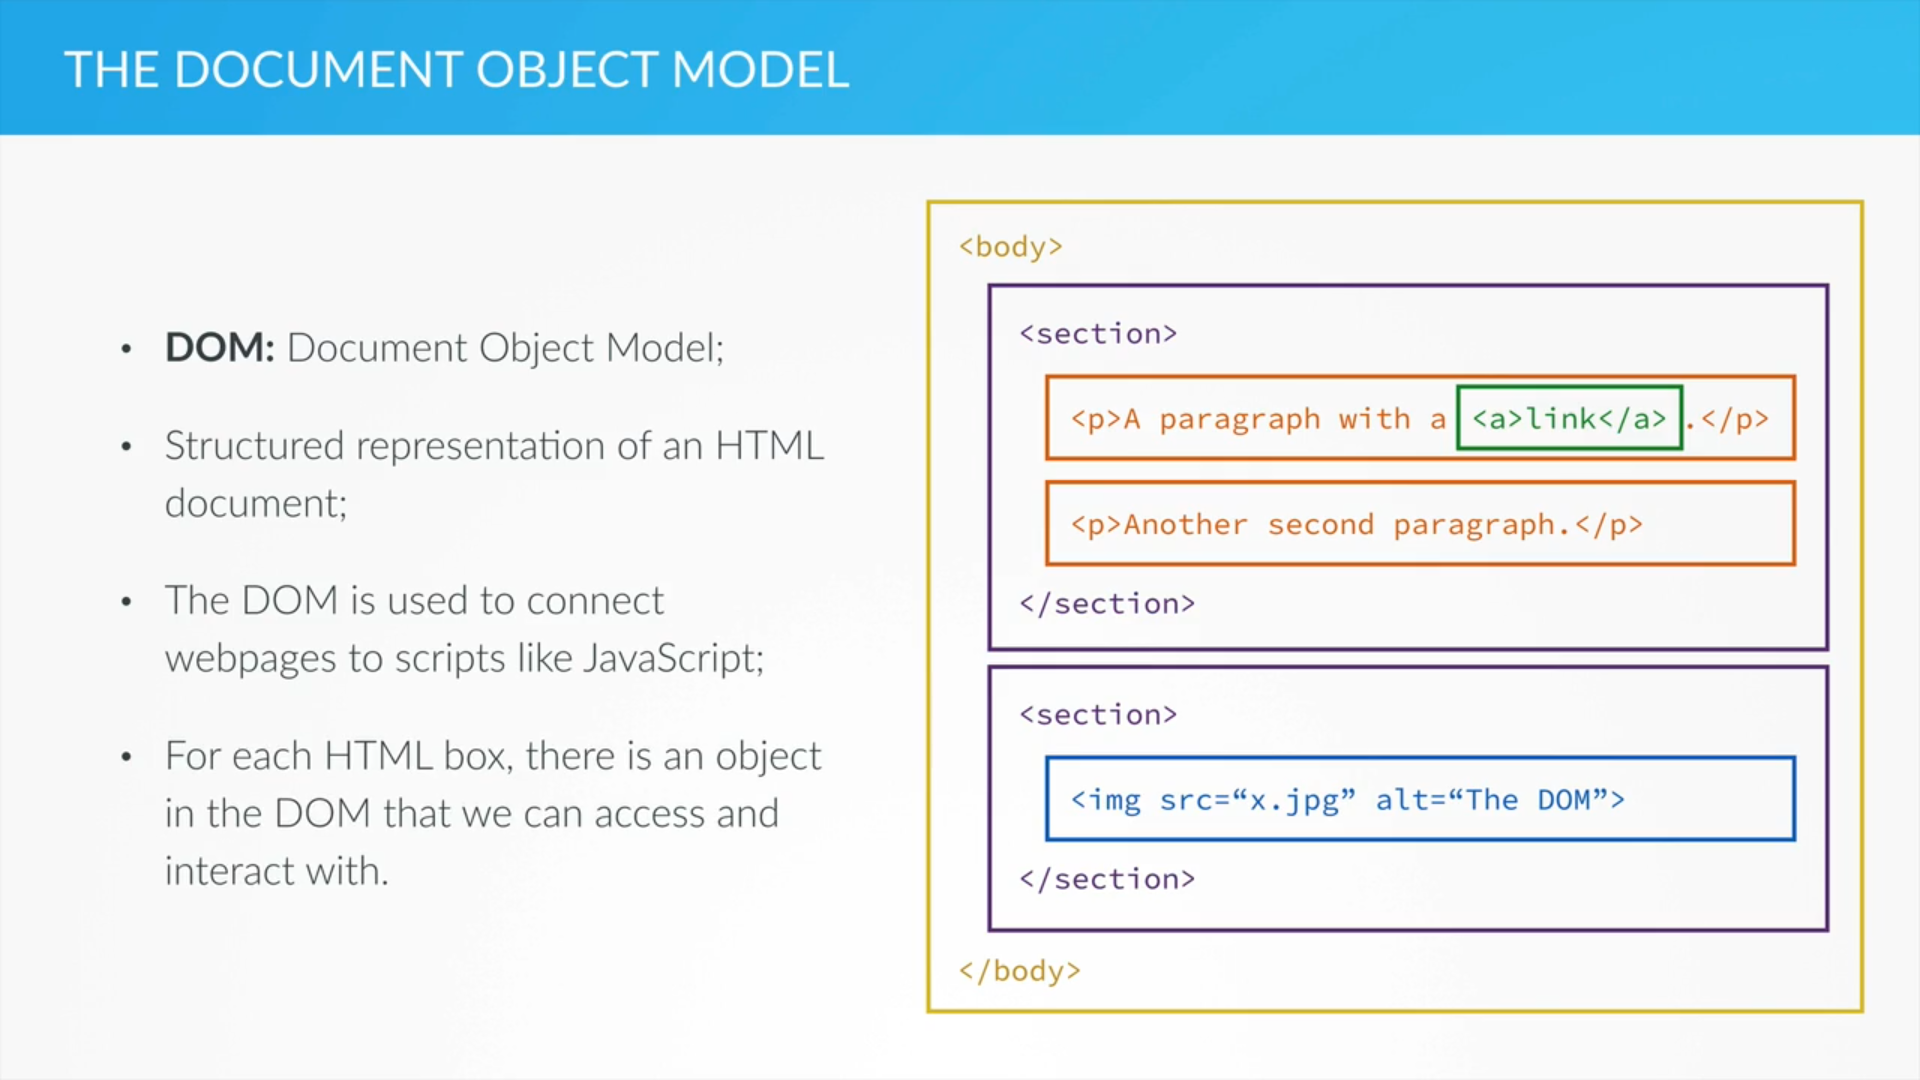 THE DOCUMENT OBJECT MODEL
• DOM: Document Object Model;
• Structured representation of an HTML
document;
• The DOM is used to connect
webpages to scripts like JavaScript;
• For each HTML box, there is an object
in the DOM that we can access and
interact with.
<body>
<section>
<p>A paragraph with a <a>link</a>.</p>
<p>Another second paragraph.</p>
</section>
<section>
<img src=“x.jpg” alt=“The DOM”>
</section>
</body>